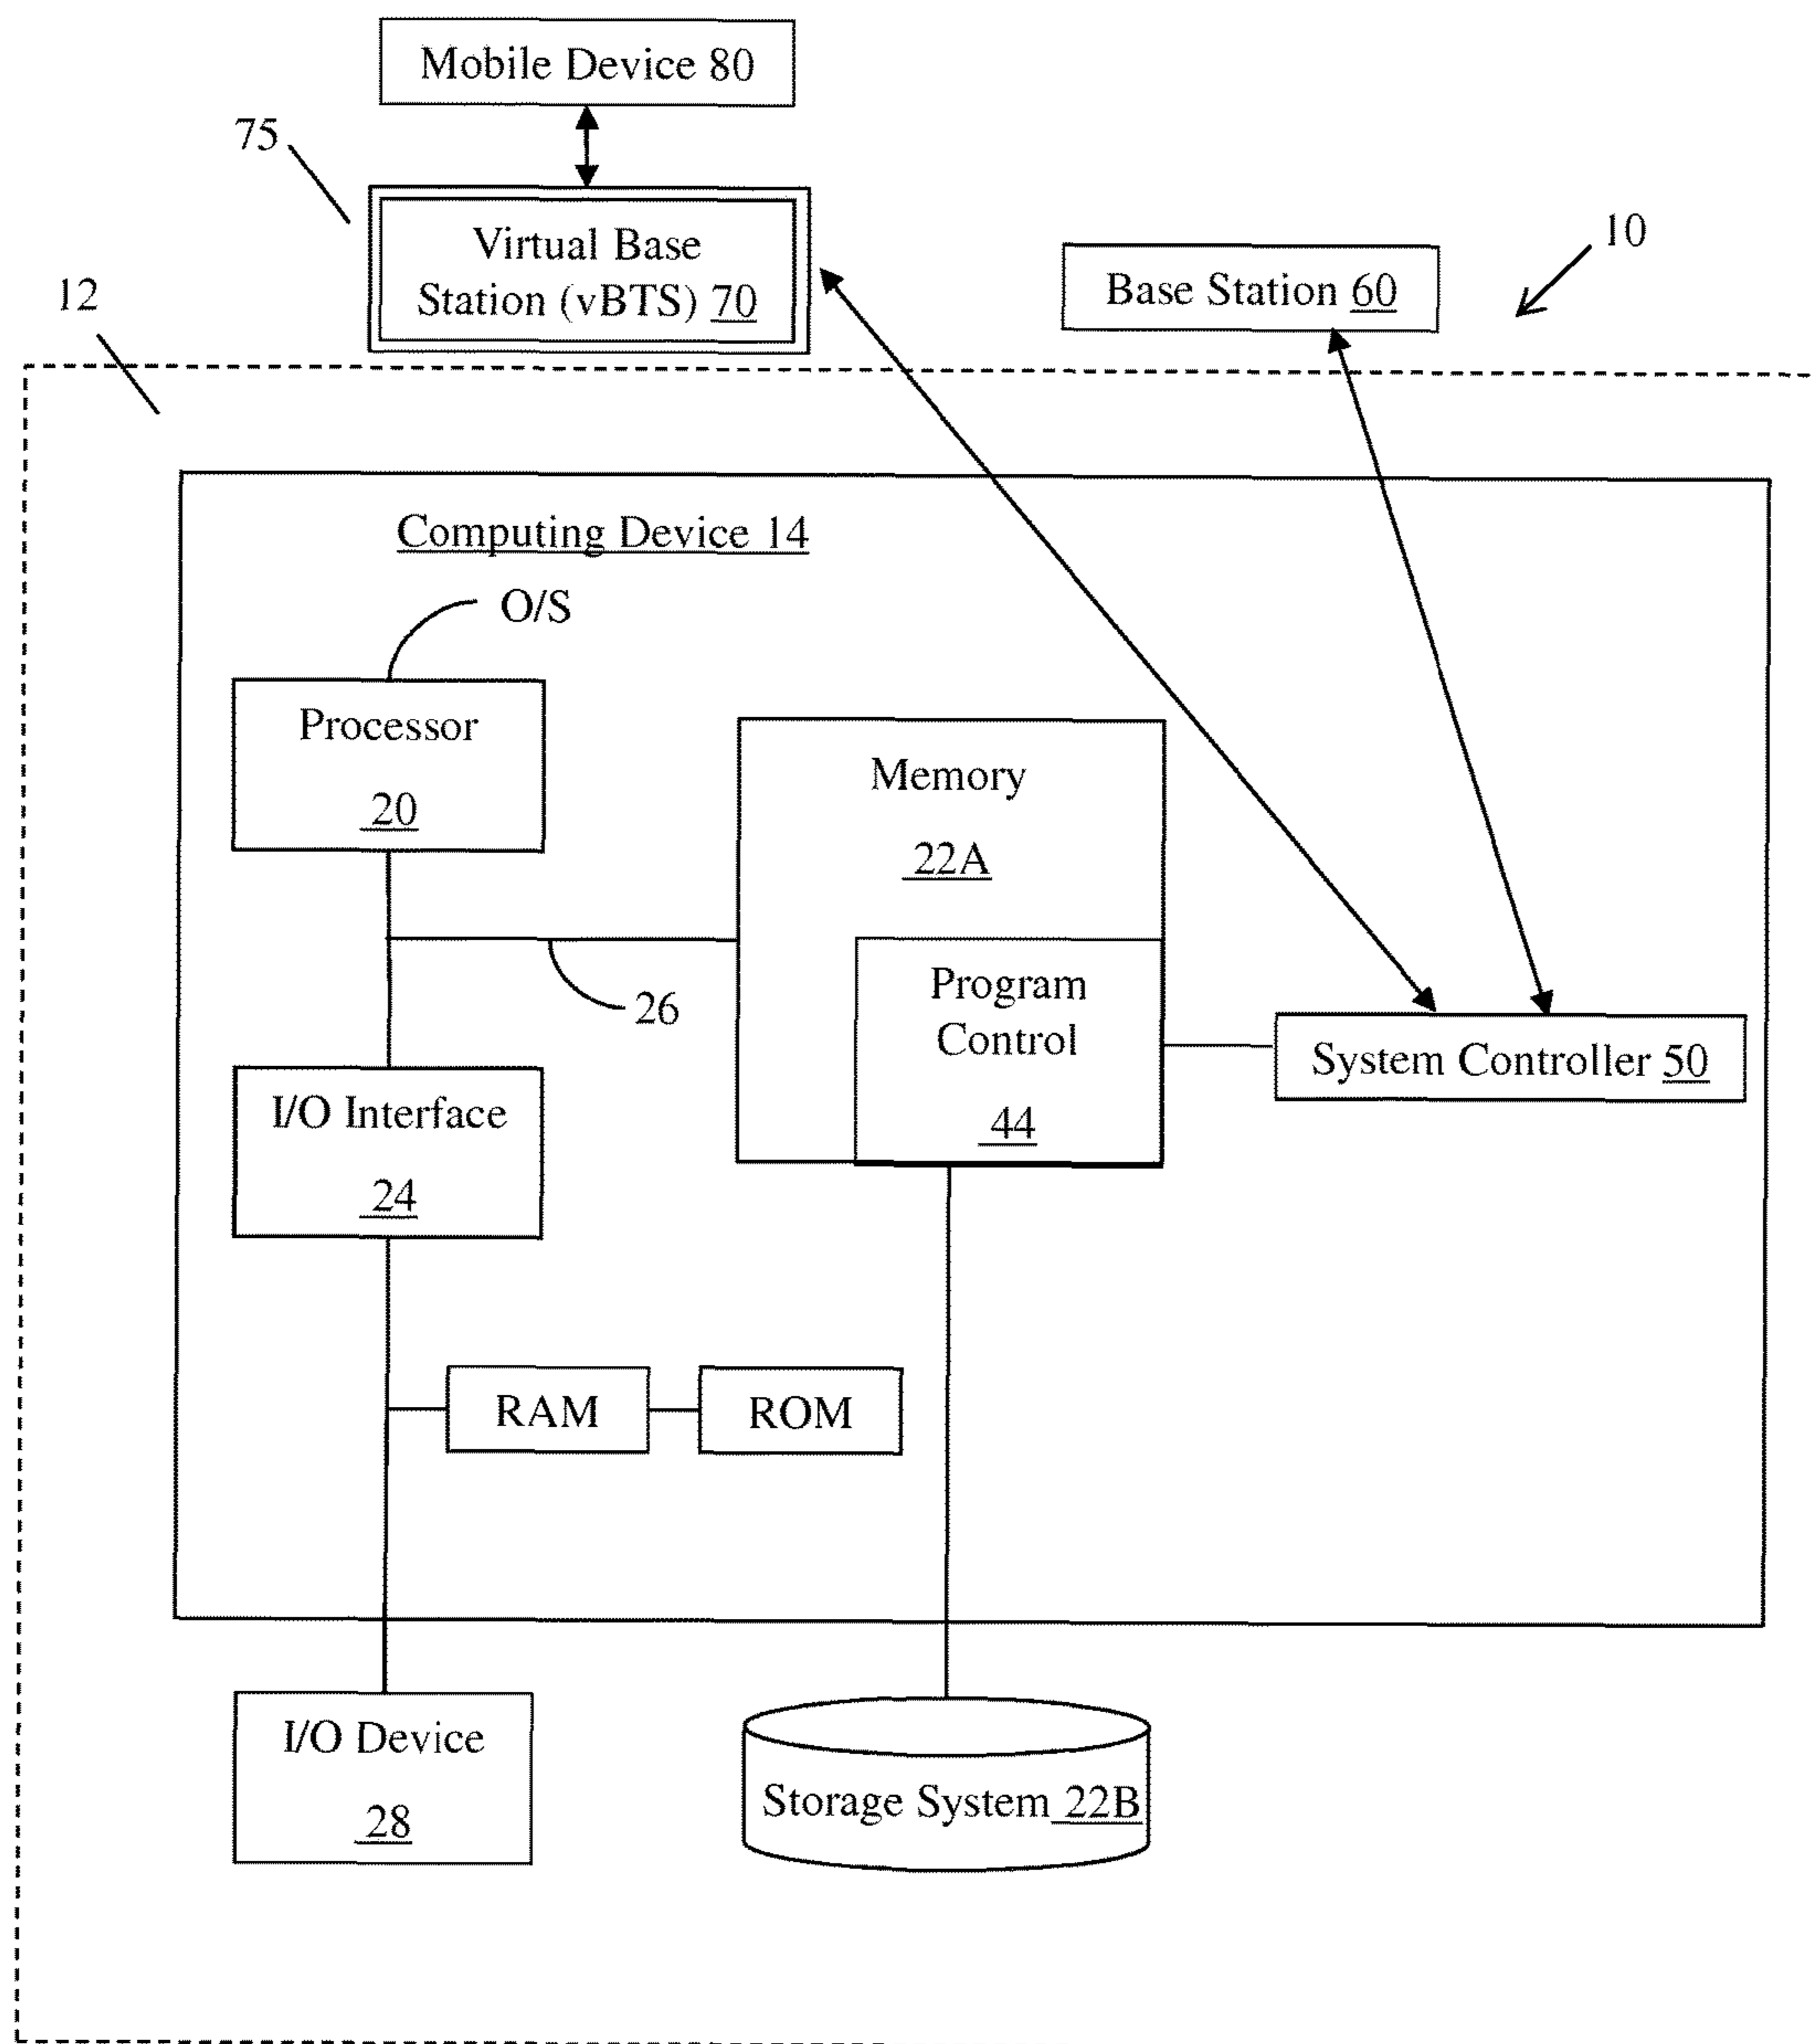 Mobile Device 80
75
Virtual Base
Station (vBTS) 70
Base Station 60
10
12
Computing Device 14
O/S
Processor
20
Memory
22A
26
Program
Control
44
System Controller 50
I/O Interface
24
RAM
ROM
I/O Device
28
Storage System 22B